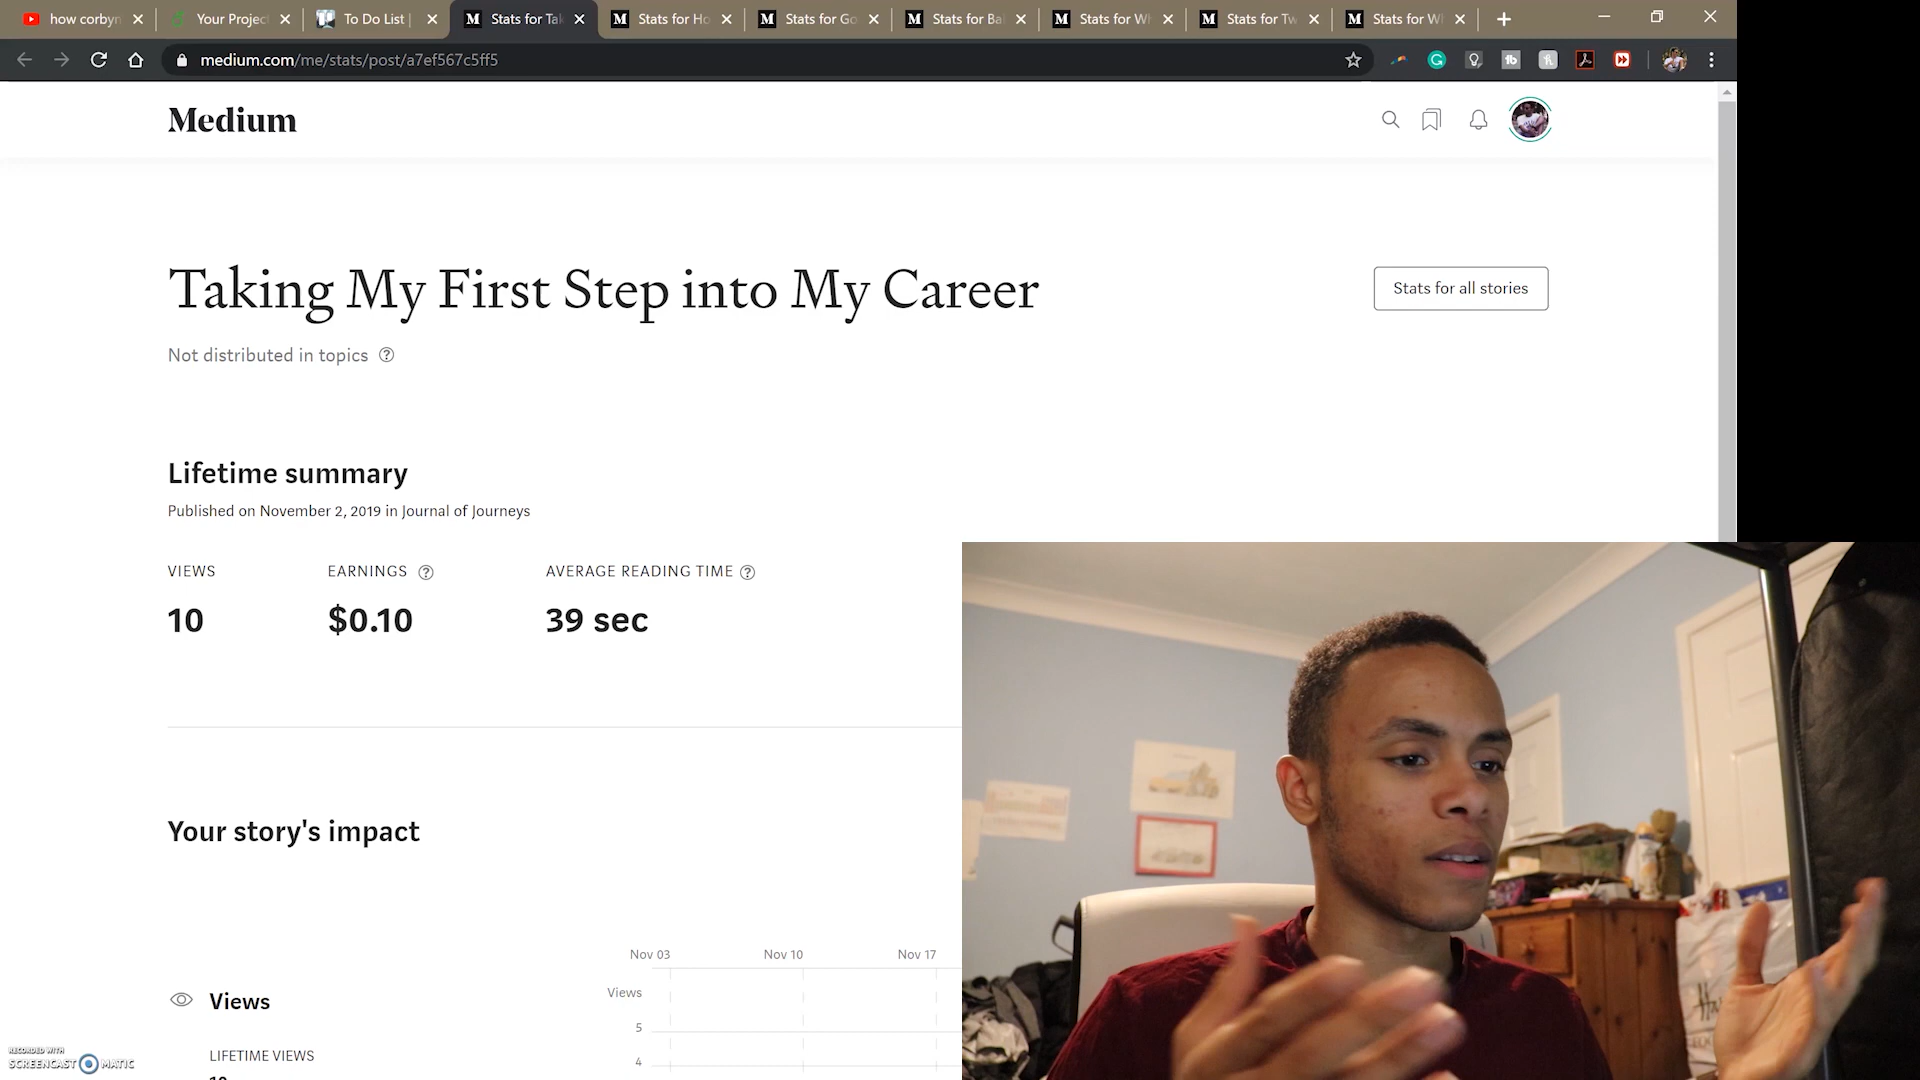 how corbyn
Your Project
To Do List |
Stats for Tak
Stats for Ho
Stats for Go
Stats for Bal
Stats for Wh
Stats for Tw
Stats for Wh
medium.com/me/stats/post/a7ef567c5ff5
Medium
Taking My First Step into My Career
Stats for all stories
Not distributed in topics
Lifetime summary
Published on November 2, 2019 in Journal of Journeys
VIEWS EARNINGS AVERAGE READING TIME
10 $0.10 39 sec
Your story's impact
Nov 03 Nov 10 Nov 17
Views
Views
5
4
LIFETIME VIEWS
10
RECORDED WITH
SCREENCAST MATIC